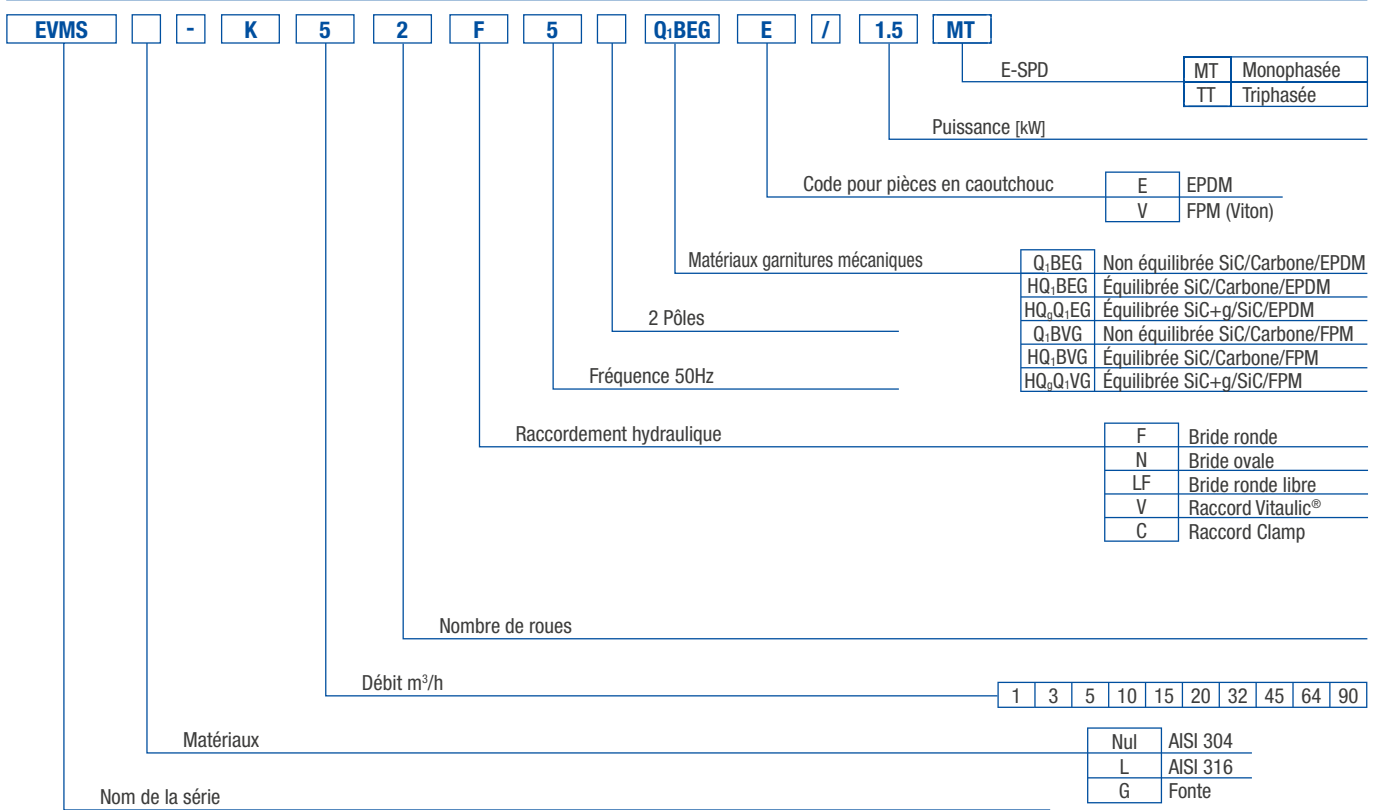 EVMS - K 5 2 F 5 Q₁BEG E / 1.5 MT
E-SPD MT Monophasée
TT Triphasée
Puissance [kW]
Code pour pièces en caoutchouc E EPDM
V FPM (Viton)
Matériaux garnitures mécaniques Q₁BEG Non équilibrée SiC/Carbone/EPDM
HQ₁BEG Équilibrée SiC/Carbone/EPDM
HQgQ₁EG Équilibrée SiC+g/SiC/EPDM
2 Pôles
Q₁BVG Non équilibrée SiC/Carbone/FPM
HQ₁BVG Équilibrée SiC/Carbone/FPM
Fréquence 50Hz
HQgQ₁VG Équilibrée SiC+g/SiC/FPM
Raccordement hydraulique F Bride ronde
N Bride ovale
LF Bride ronde libre
V Raccord Vitaulic®
C Raccord Clamp
Nombre de roues
Débit m³/h 1 3 5 10 15 20 32 45 64 90
Matériaux Nul AISI 304
L AISI 316
G Fonte
Nom de la série